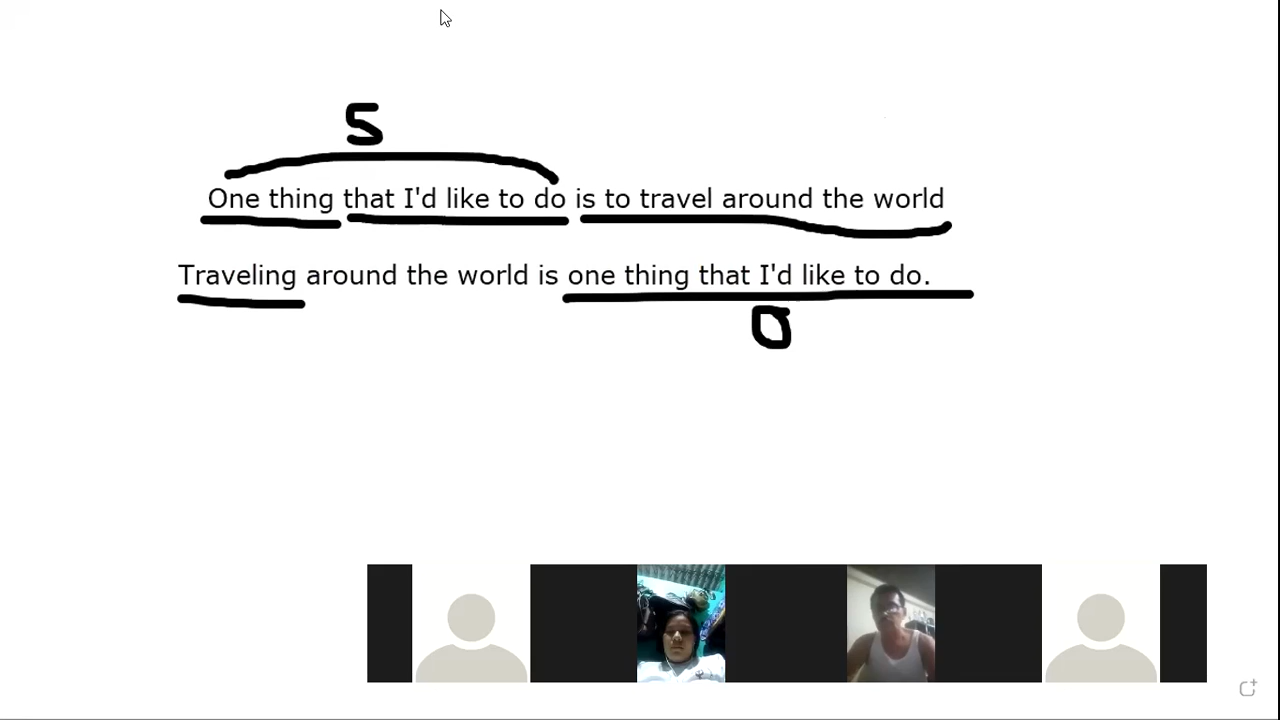 S
One thing that I'd like to do is to travel around the world
Traveling around the world is one thing that I'd like to do.
O